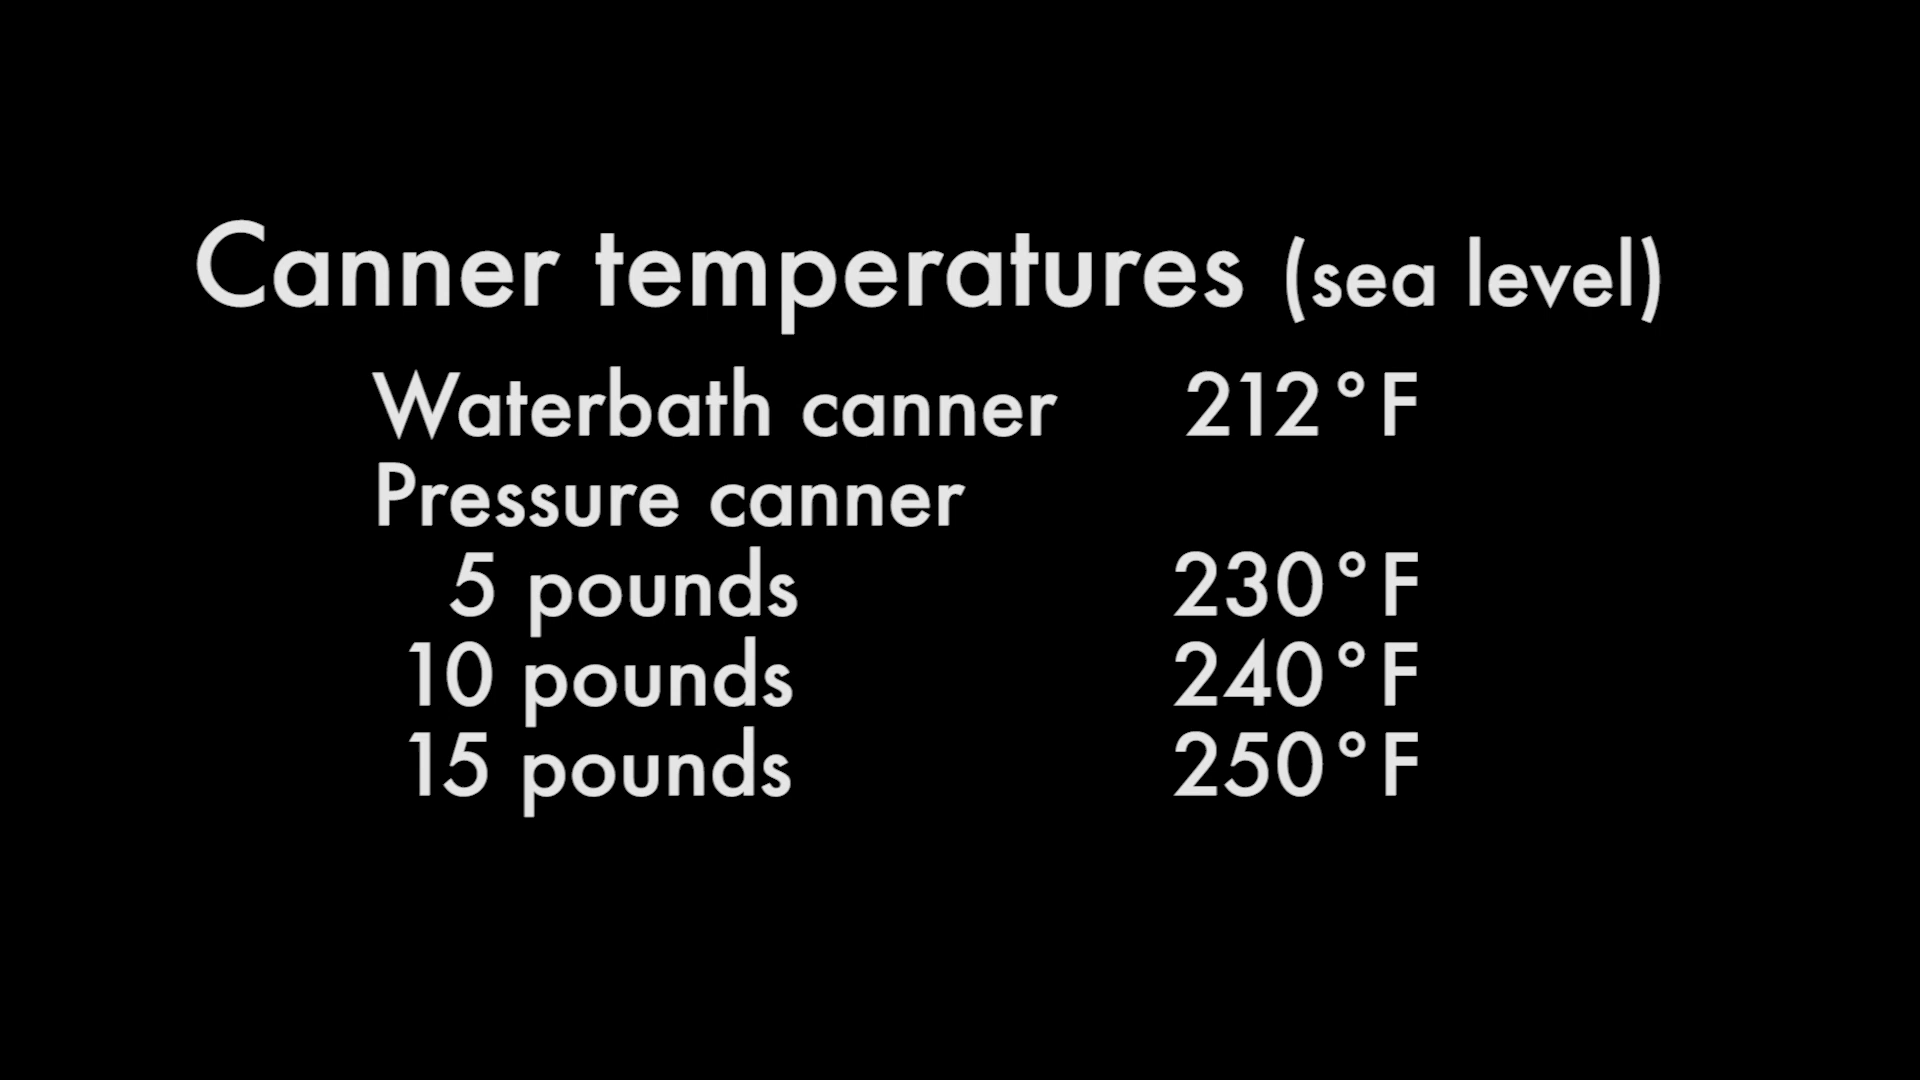 Canner temperatures (sea level)
Waterbath canner 212°F
Pressure canner
5 pounds 230°F
10 pounds 240°F
15 pounds 250°F